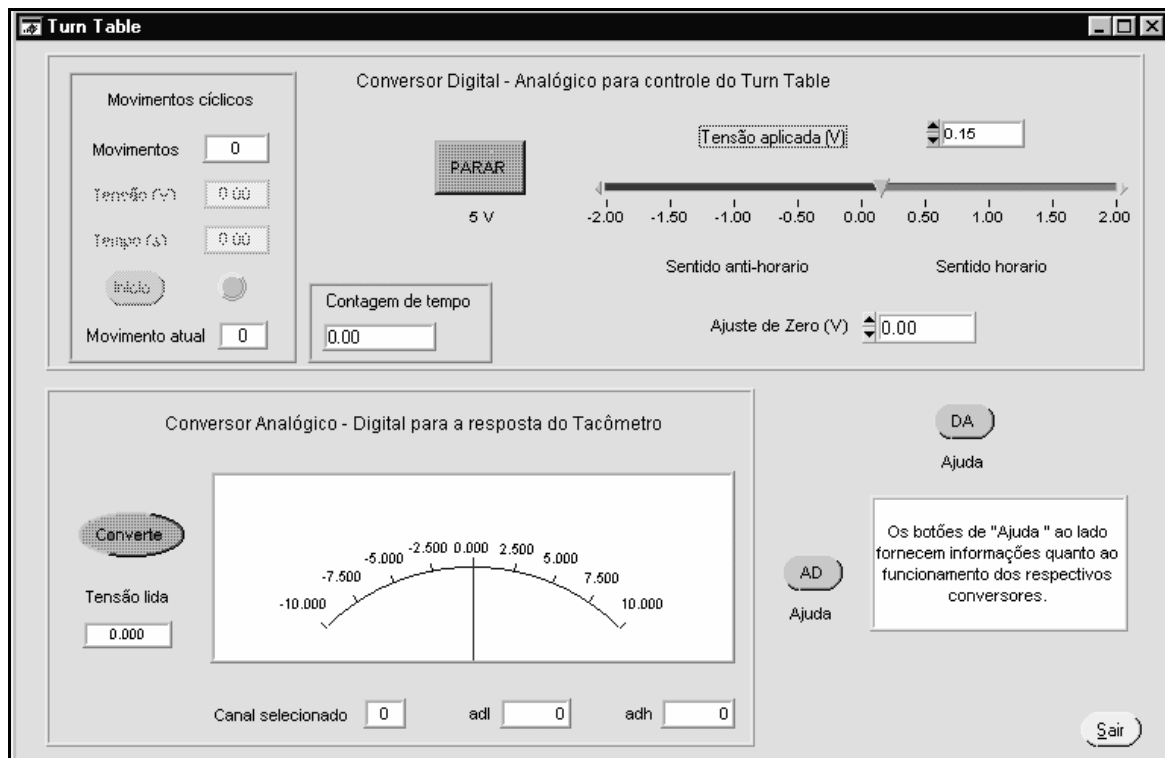 Turn Table
Conversor Digital - Analógico para controle do Turn Table
Movimentos cíclicos
Movimentos 0
Tensão (V) 0.00
Tempo (s) 0.00
Início
Movimento atual 0
PARAR
5 V
Contagem de tempo
0.00
Tensão aplicada (V) 0.15
-2.00 -1.50 -1.00 -0.50 0.00 0.50 1.00 1.50 2.00
Sentido anti-horario Sentido horario
Ajuste de Zero (V) 0.00
Conversor Analógico - Digital para a resposta do Tacômetro
Converte
Tensão lida
0.000
-10.000 -7.500 -5.000 -2.500 0.000 2.500 5.000 7.500 10.000
Canal selecionado 0 adl 0 adh 0
DA
Ajuda
AD
Ajuda
Os botões de "Ajuda " ao lado
fornecem informações quanto ao
funcionamento dos respectivos
conversores.
Sair